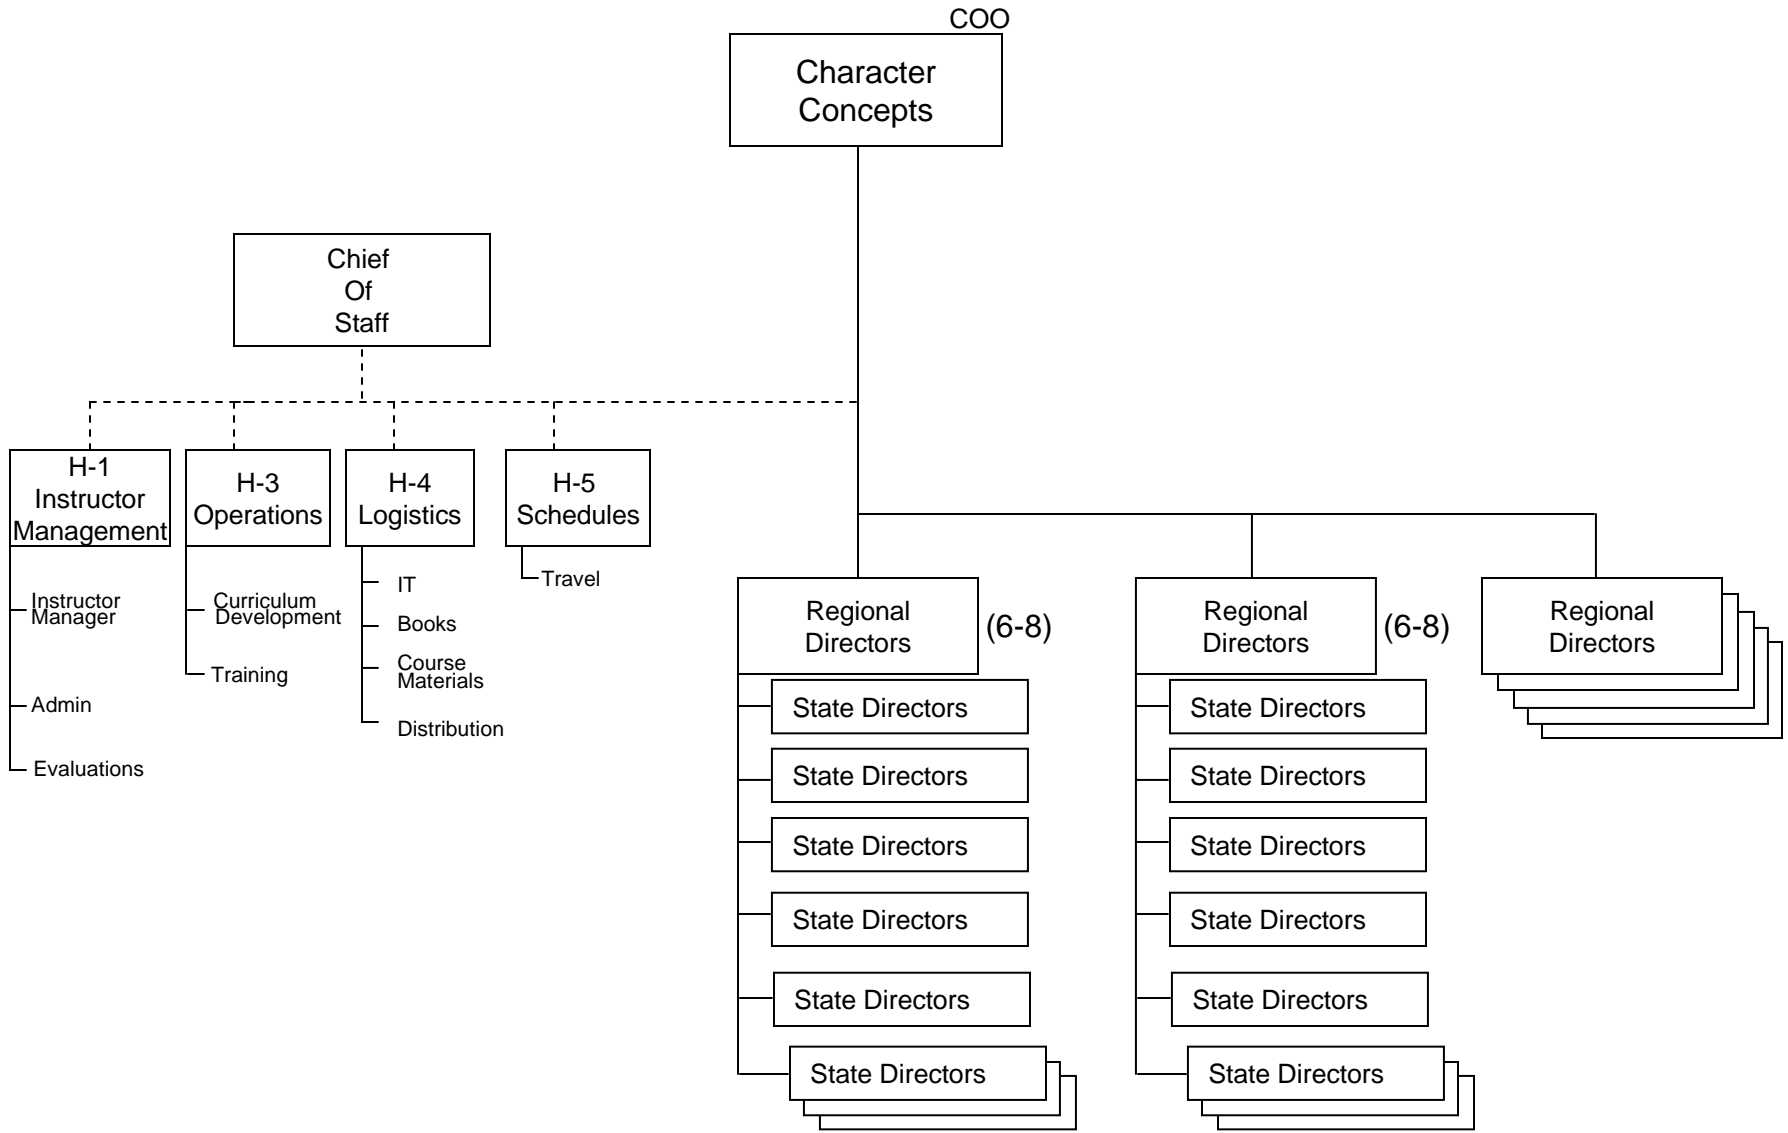 COO
Character
Concepts
Chief
Of
Staff
H-1
Instructor
Management
H-3
Operations
H-4
Logistics
H-5
Schedules
Instructor
Manager
Admin
Evaluations
Curriculum
Development
Training
IT
Books
Course
Materials
Distribution
Travel
Regional
Directors
(6-8)
State Directors
State Directors
State Directors
State Directors
State Directors
State Directors
Regional
Directors
(6-8)
State Directors
State Directors
State Directors
State Directors
State Directors
State Directors
Regional
Directors